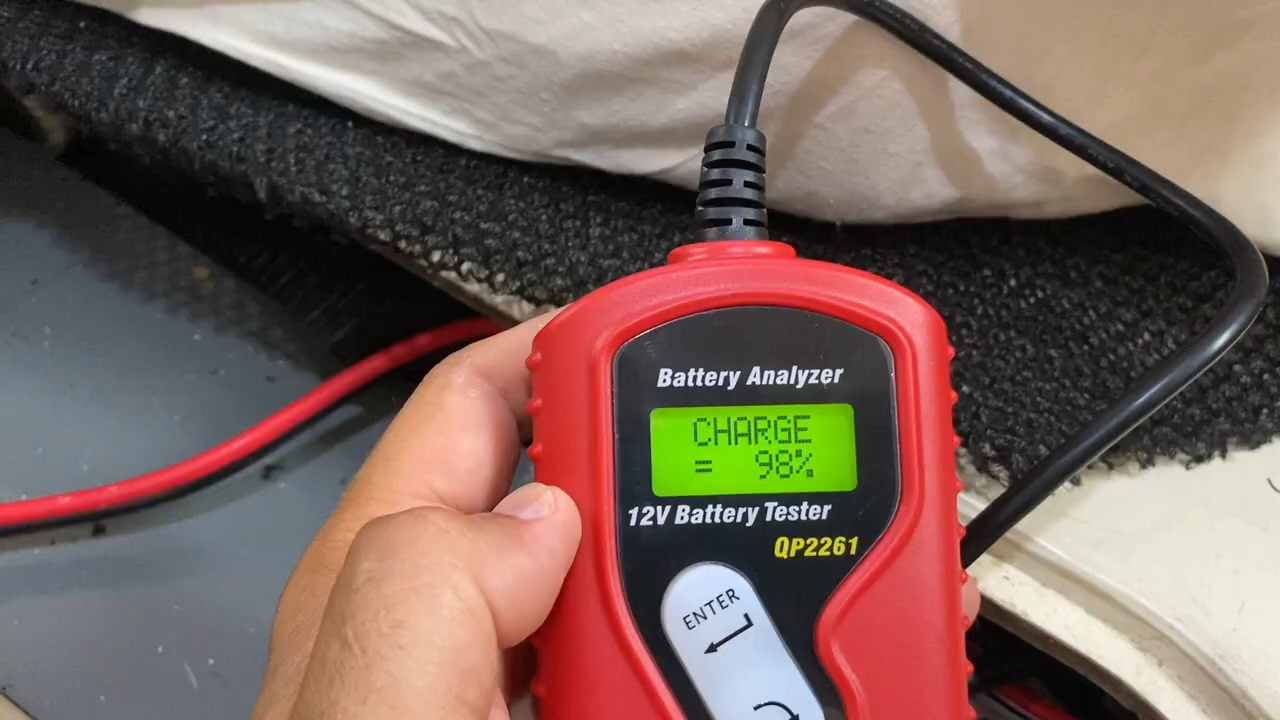 Battery Analyzer
CHARGE
= 98%
12V Battery Tester
QP2261
ENTER